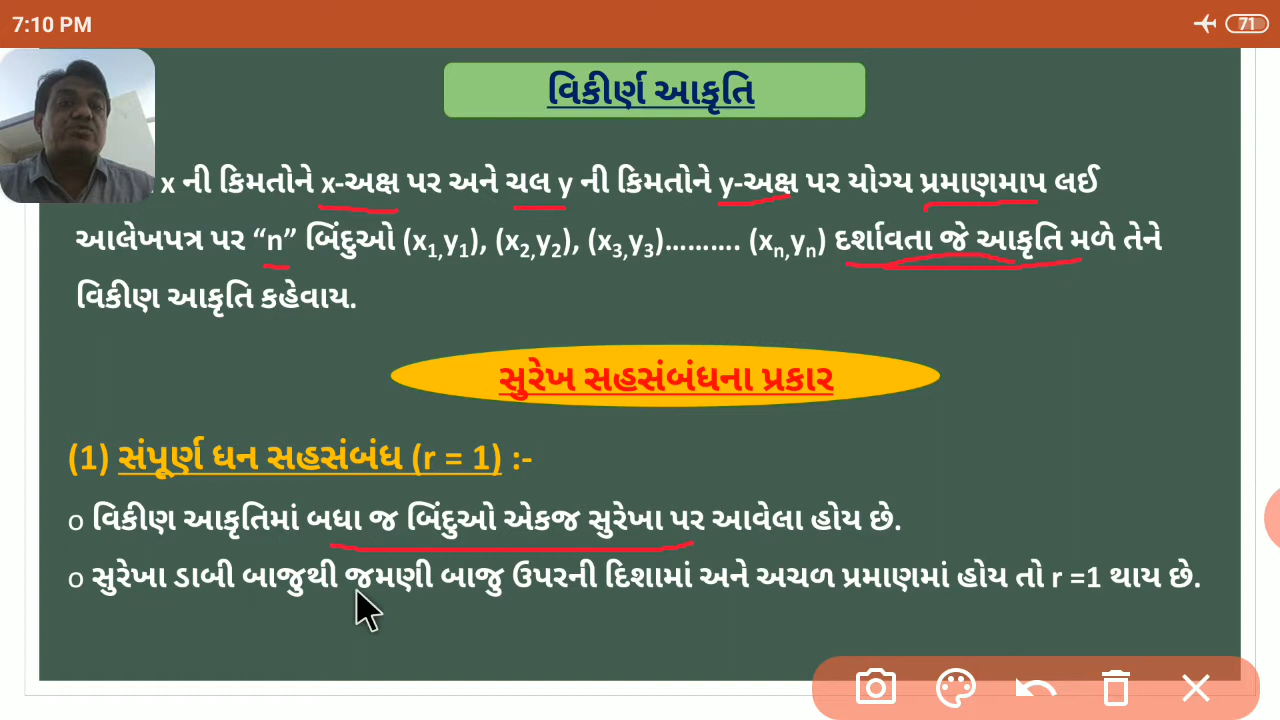 7:10 PM
71
વિકીર્ણ આકૃતિ
x ની કિમતોને x-અક્ષ પર અને ચલ y ની કિમતોને y-અક્ષ પર યોગ્ય પ્રમાણમાપ લઈ
આલેખપત્ર પર “n” બિંદુઓ (x1,y1), (x2,y2), (x3,y3)………. (xn,yn) દર્શાવતા જે આકૃતિ મળે તેને
વિકીણ આકૃતિ કહેવાય.
સુરેખ સહસંબંધના પ્રકાર
(1) સંપૂર્ણ ધન સહસંબંધ (r = 1) :-
o વિકીણ આકૃતિમાં બધા જ બિંદુઓ એકજ સુરેખા પર આવેલા હોય છે.
o સુરેખા ડાબી બાજુથી જમણી બાજુ ઉપરની દિશામાં અને અચળ પ્રમાણમાં હોય તો r =1 થાય છે.